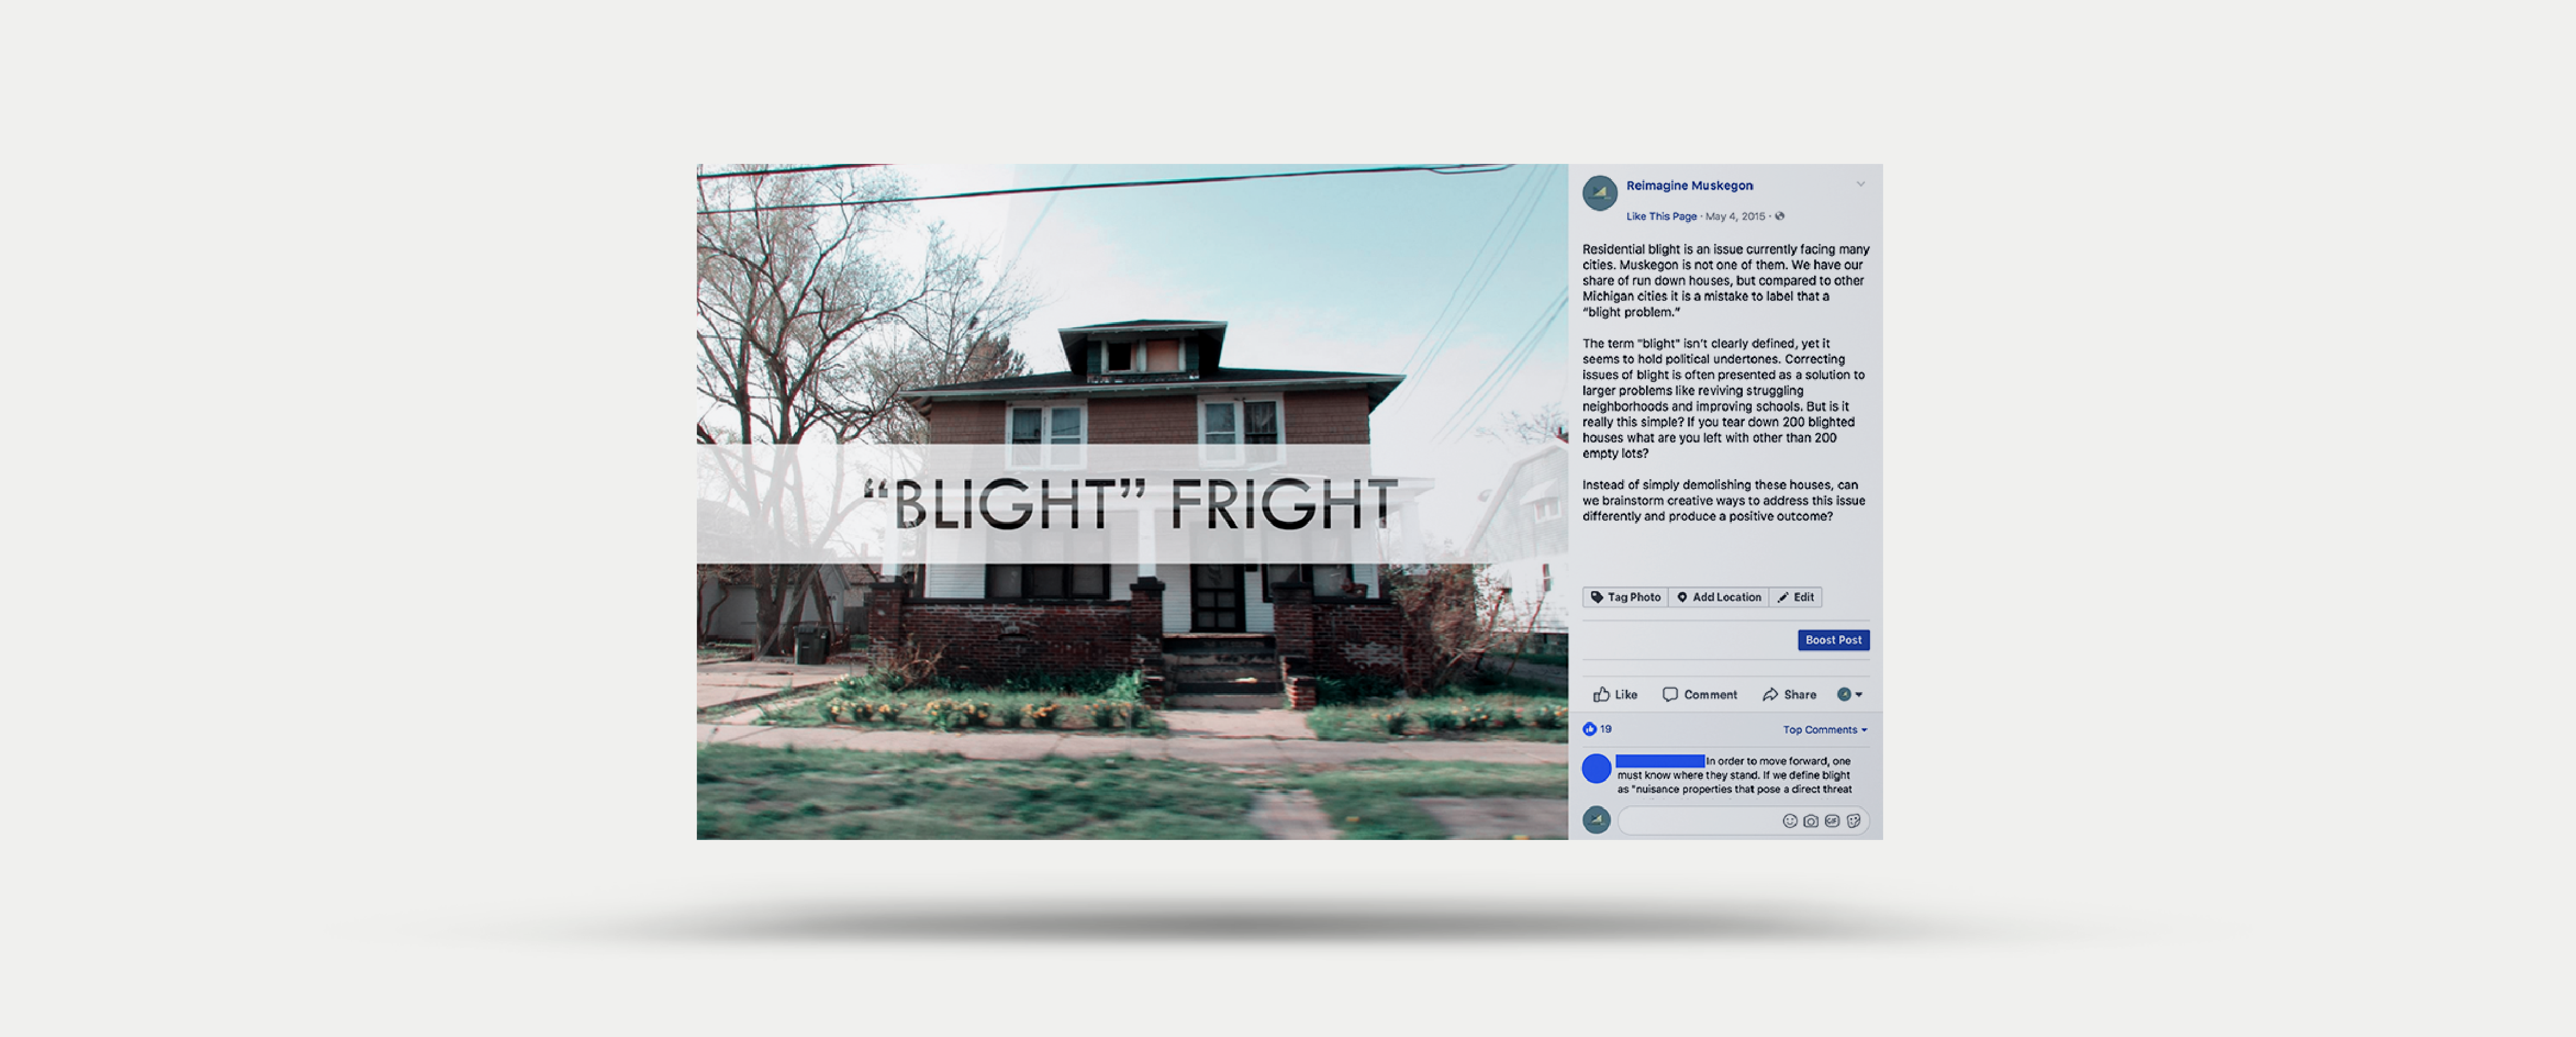 "BLIGHT" FRIGHT
Reimagine Muskegon
Like This Page · May 4, 2015 ·
Residential blight is an issue currently facing many
cities. Muskegon is not one of them. We have our
share of run down houses, but compared to other
Michigan cities it is a mistake to label that a
"blight problem."
The term "blight" isn't clearly defined, yet it
seems to hold political undertones. Correcting
issues of blight is often presented as a solution to
larger problems like reviving struggling
neighborhoods and improving schools. But is it
really this simple? If you tear down 200 blighted
houses what are you left with other than 200
empty lots?
Instead of simply demolishing these houses, can
we brainstorm creative ways to address this issue
differently and produce a positive outcome?
Tag Photo Add Location Edit
Boost Post
Like Comment Share
19 Top Comments
In order to move forward, one
must know where they stand. If we define blight
as "nuisance properties that pose a direct threat
GIF